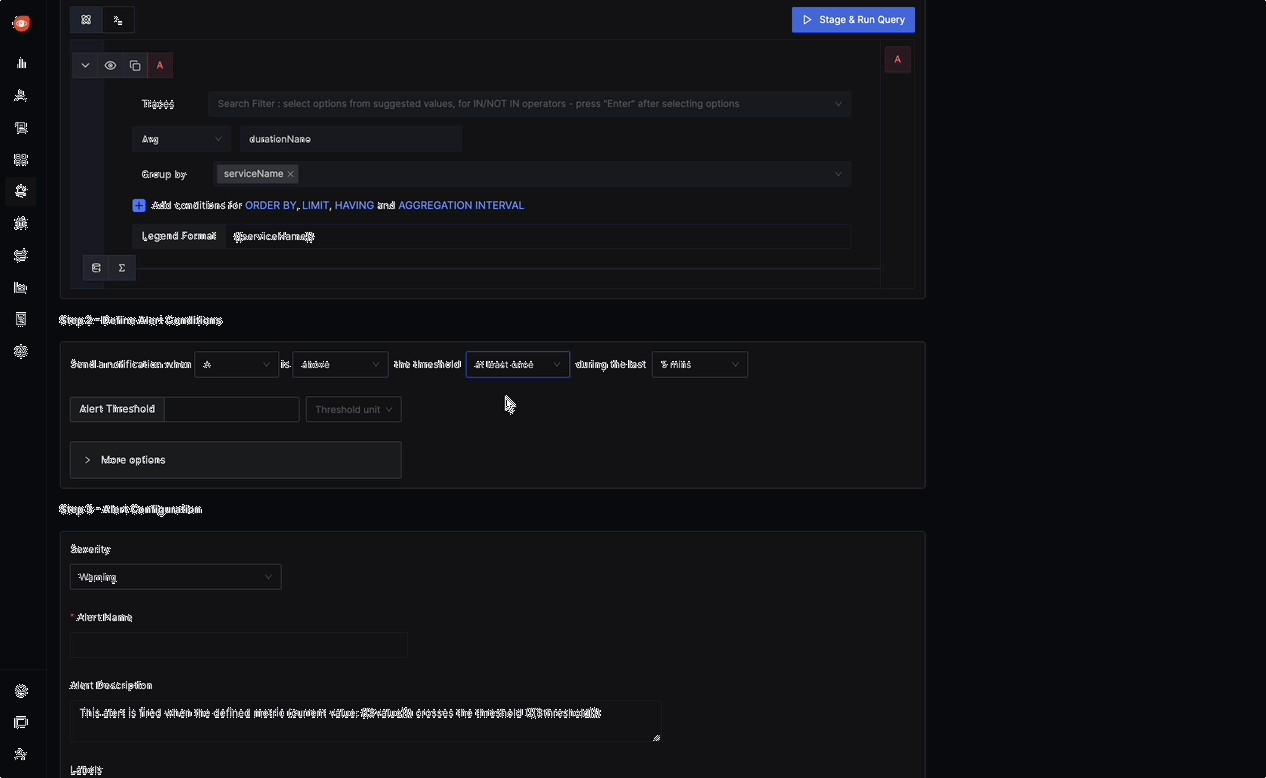 Stage & Run Query
A
A
Traces
Search Filter : select options from suggested values, for IN/NOT IN operators - press "Enter" after selecting options
Avg
durationNano
Group by
serviceName
Add conditions for ORDER BY, LIMIT, HAVING and AGGREGATION INTERVAL
Legend Format
{{serviceName}}
Step 2 - Define Alert Conditions
Send a notification when A is above the threshold at least once during the last 5 mins
Alert Threshold
Threshold unit
More options
Step 3 - Alert Configuration
Severity
Warning
* Alert Name
Alert Description
This alert is fired when the defined metric (current value: {{$value}}) crosses the threshold ({{$threshold}})
Labels